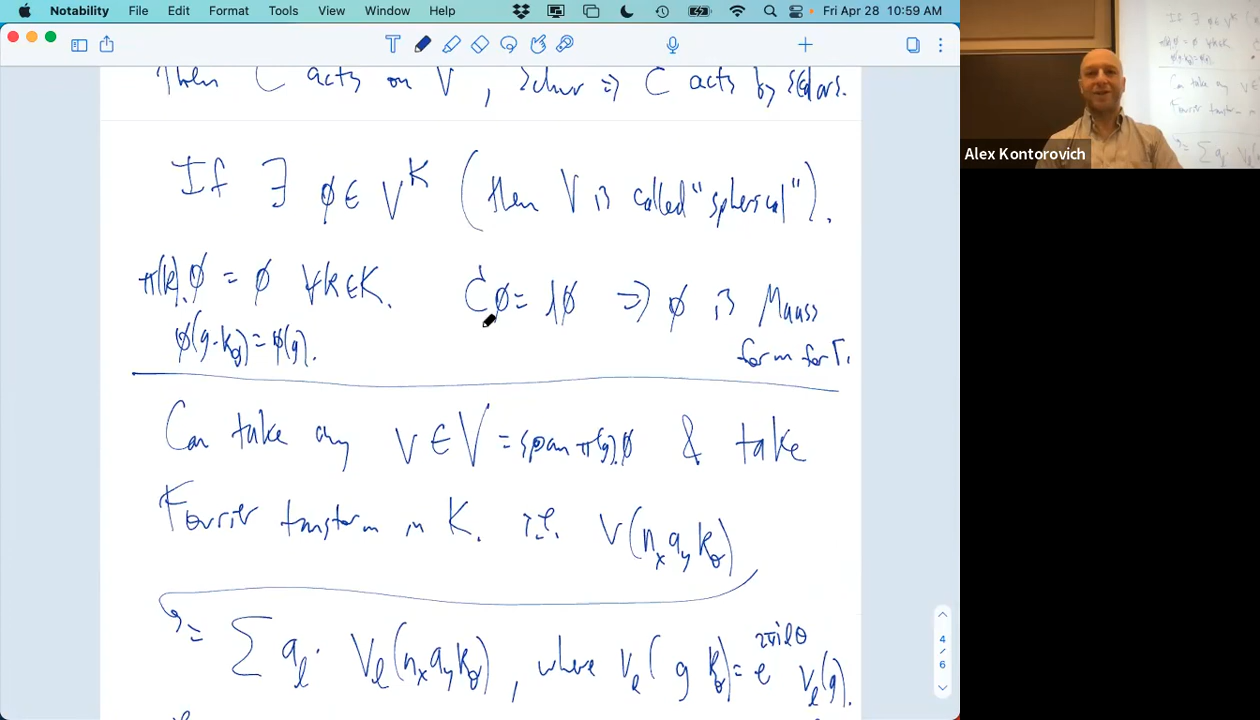 Notability File Edit Format Tools View Window Help Fri Apr 28 10:59 AM
Then C acts on V, Schur => C acts by scalars.
If ∃ φ ∈ V^K (then V is called "spherical").
π(k).φ = φ ∀k∈K. Cφ = λφ => φ is Maass
φ(g·k_θ) = φ(g). form for Γ.
Can take any v ∈ V = span π(g).φ & take
Fourier transform in K. i.e. v(n_x a_y k_θ)
= Σ a_l · V_l(n_x a_y k_θ), where V_l(g k_θ) = e^{2πilθ} V_l(g).
4
/
6
Alex Kontorovich